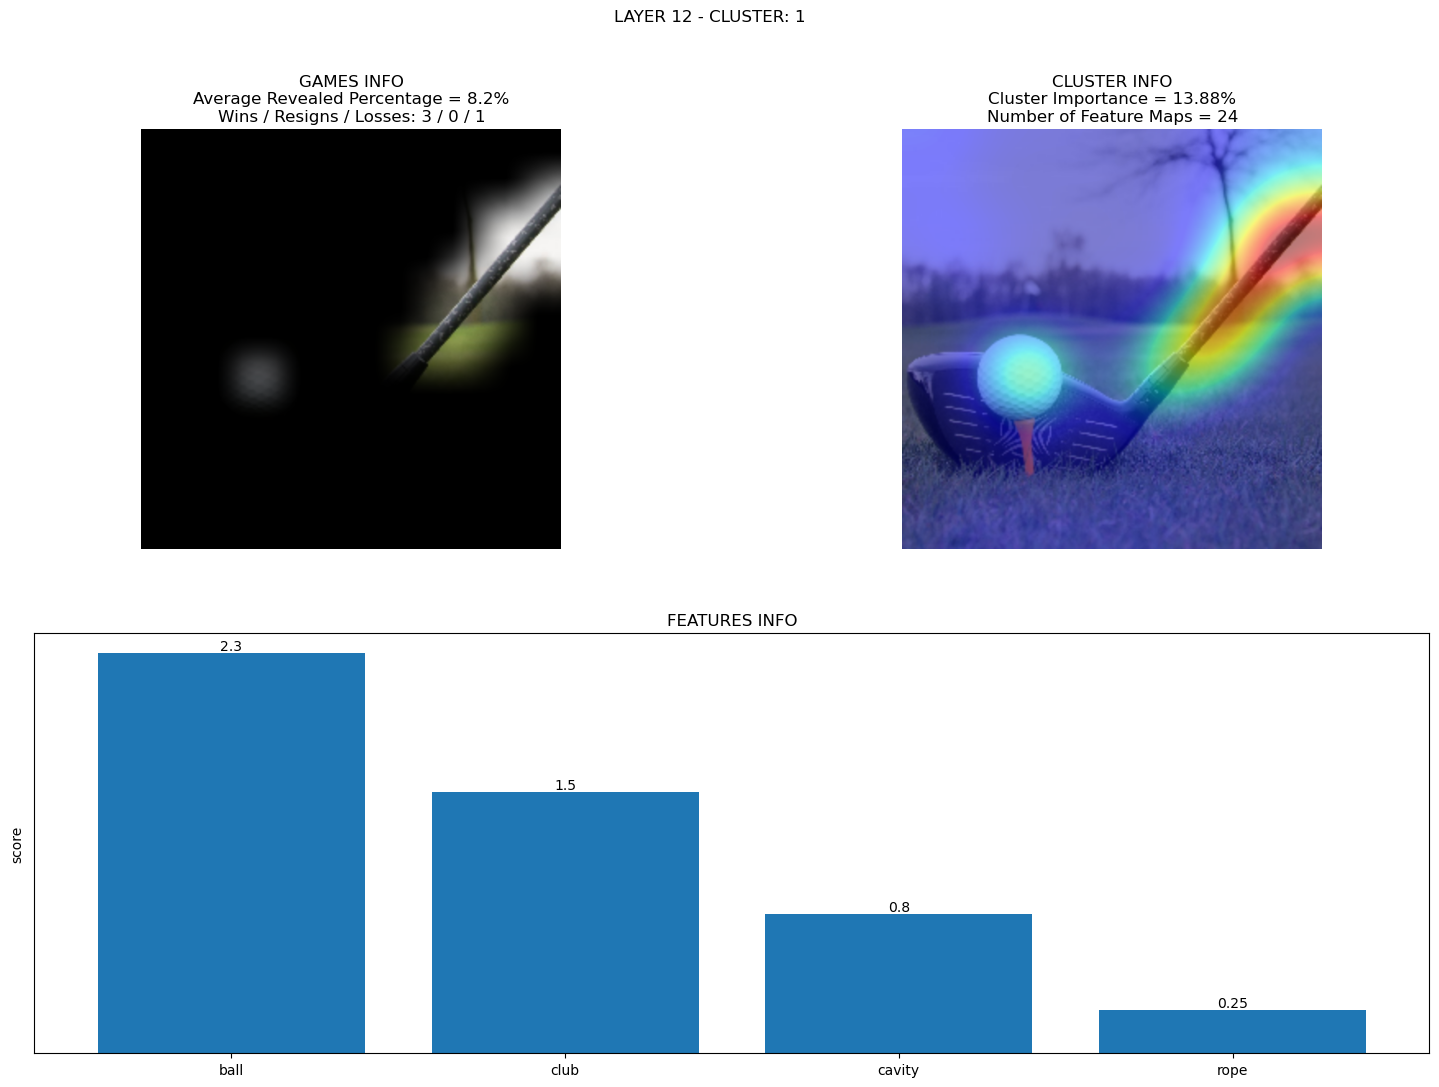 LAYER 12 - CLUSTER: 1
GAMES INFO
Average Revealed Percentage = 8.2%
Wins / Resigns / Losses: 3 / 0 / 1
CLUSTER INFO
Cluster Importance = 13.88%
Number of Feature Maps = 24
FEATURES INFO
score
2.3
1.5
0.8
0.25
ball
club
cavity
rope